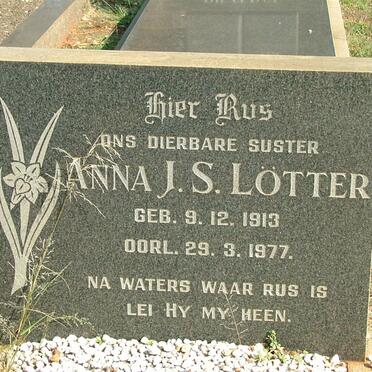 Hier Rus
ONS DIERBARE SUSTER
ANNA J. S. LÖTTER
GEB. 9. 12. 1913
OORL. 29. 3. 1977.
NA WATERS WAAR RUS IS
LEI HY MY HEEN.